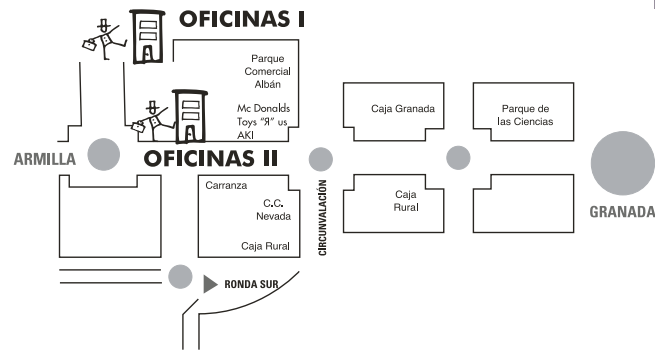 OFICINAS I
Parque
Comercial
Albán
Mc Donalds
Toys "Я" us
AKI
Caja Granada
Parque de
las Ciencias
ARMILLA
OFICINAS II
Carranza
C.C.
Nevada
Caja Rural
CIRCUNVALACIÓN
Caja
Rural
GRANADA
RONDA SUR